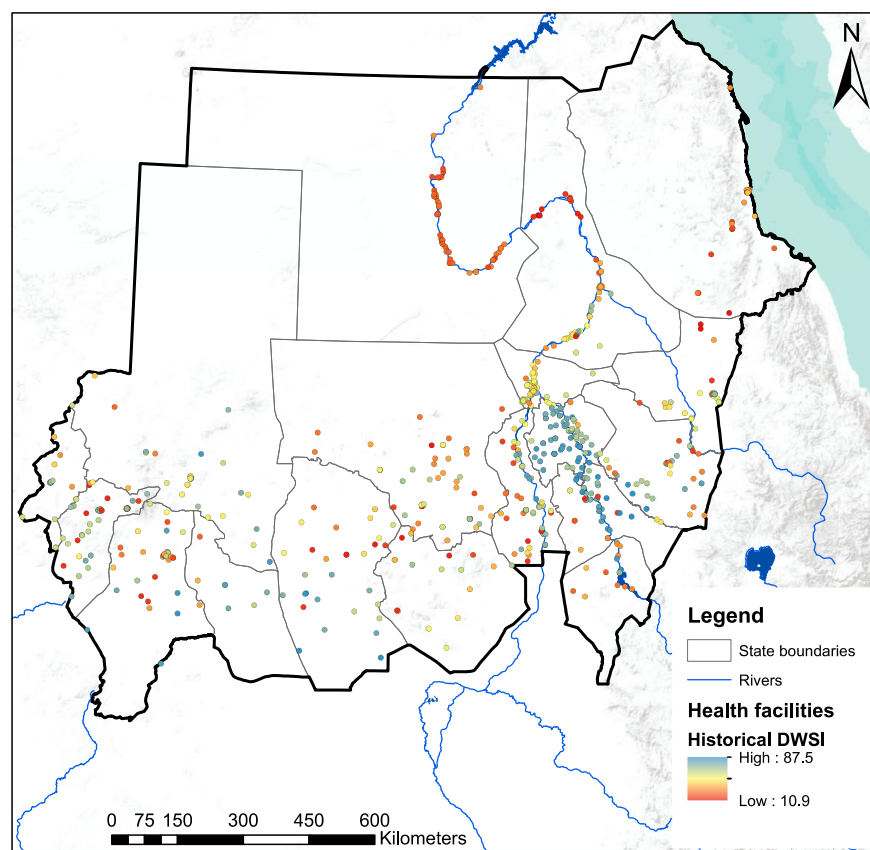 N
Legend
State boundaries
Rivers
Health facilities
Historical DWSI
High : 87.5
Low : 10.9
0 75 150 300 450 600
Kilometers